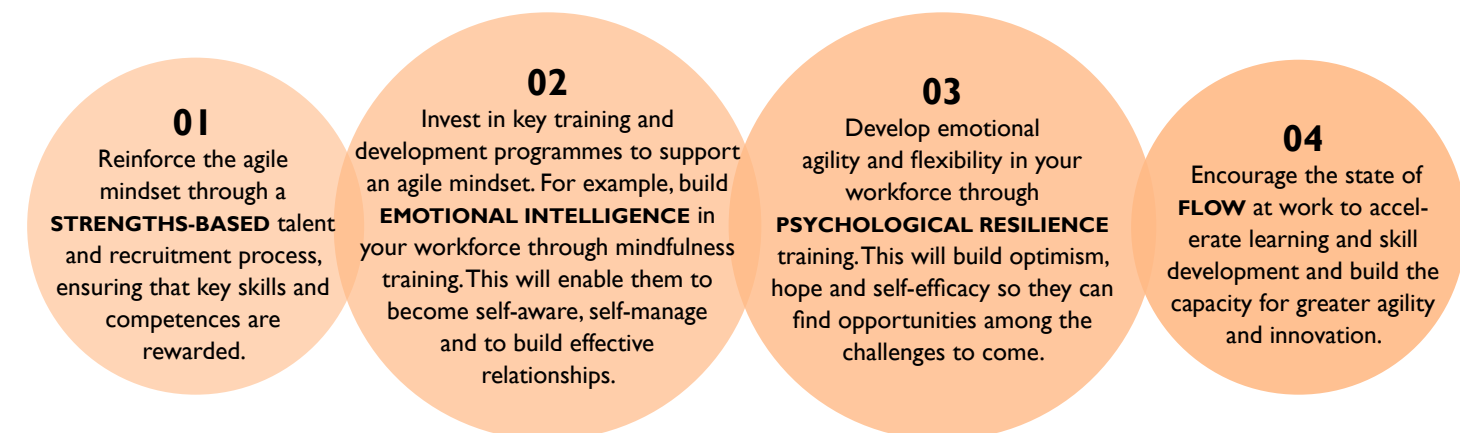 01
Reinforce the agile
mindset through a
STRENGTHS-BASED talent
and recruitment process,
ensuring that key skills and
competences are
rewarded.
02
Invest in key training and
development programmes to support
an agile mindset. For example, build
EMOTIONAL INTELLIGENCE in
your workforce through mindfulness
training. This will enable them to
become self-aware, self-manage
and to build effective
relationships.
03
Develop emotional
agility and flexibility in your
workforce through
PSYCHOLOGICAL RESILIENCE
training. This will build optimism,
hope and self-efficacy so they can
find opportunities among the
challenges to come.
04
Encourage the state of
FLOW at work to accel-
erate learning and skill
development and build the
capacity for greater agility
and innovation.